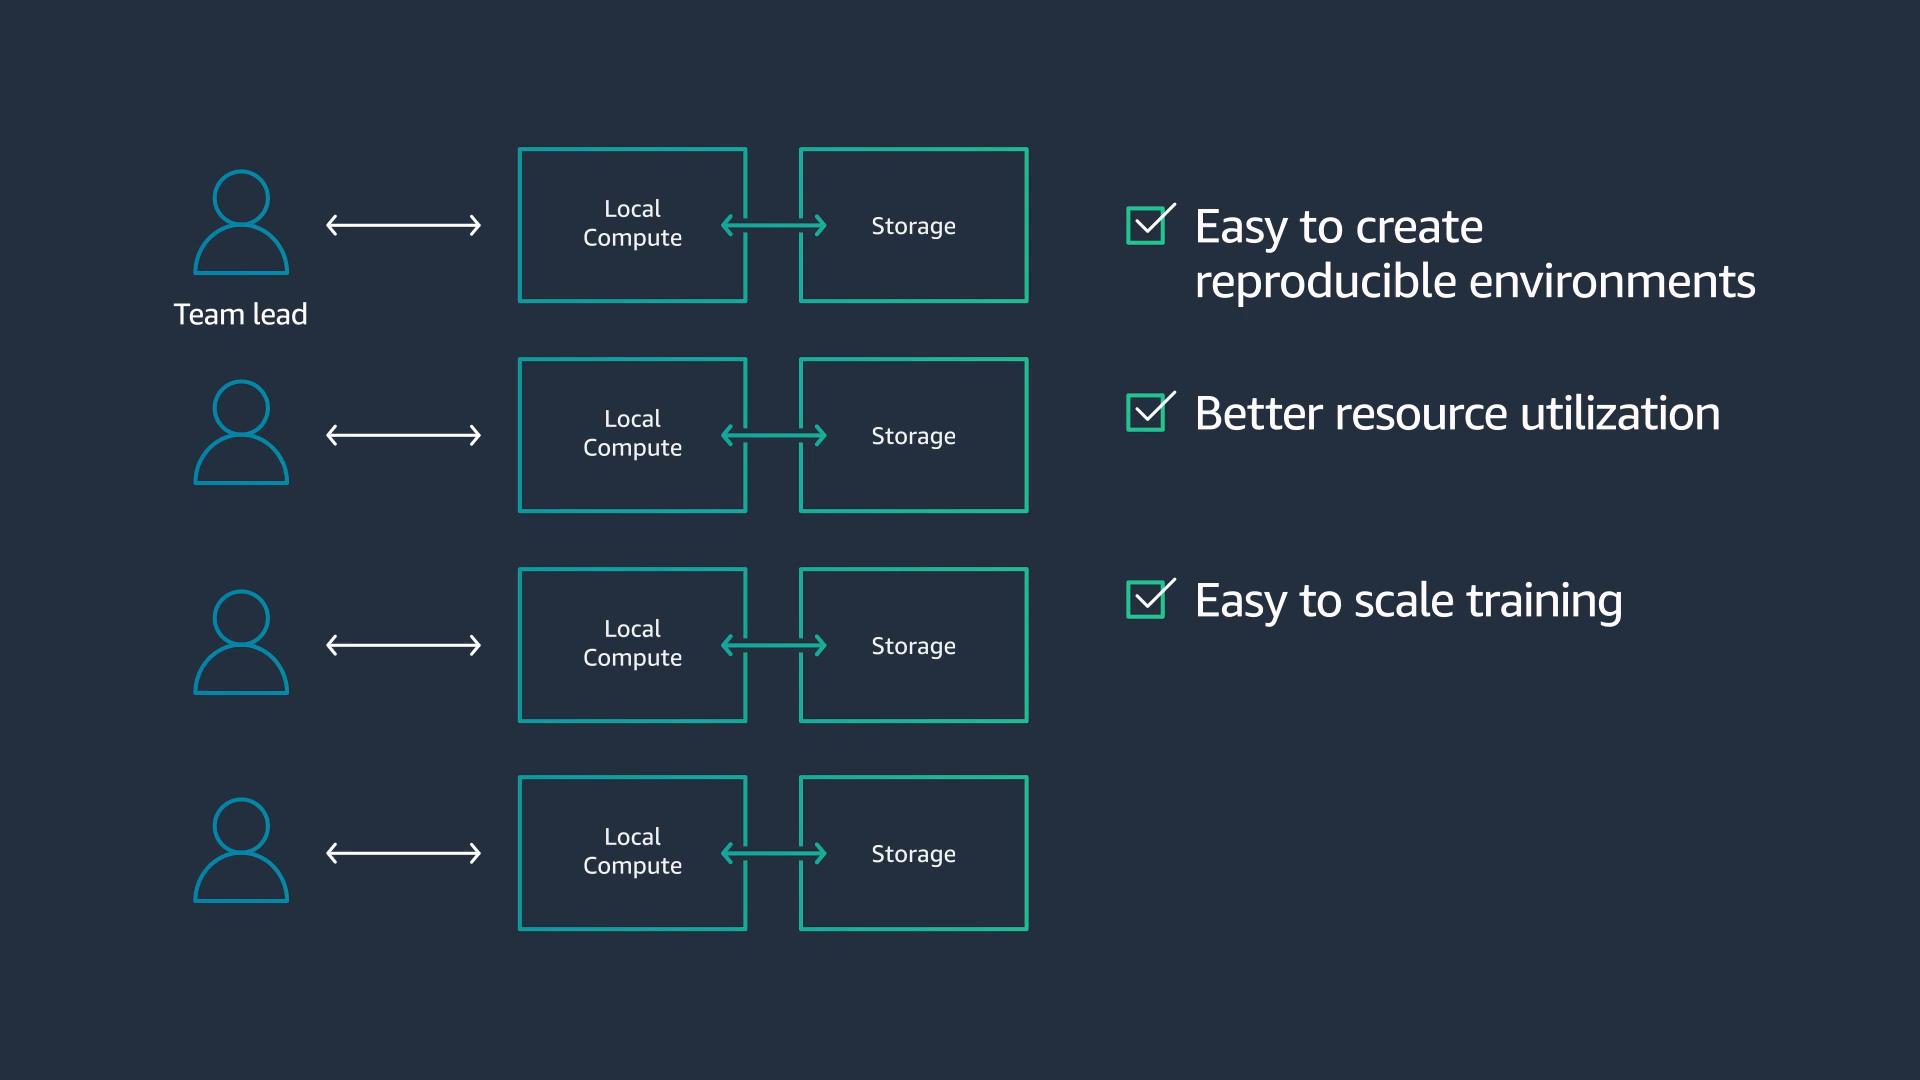 Local
Compute
Storage
Team lead
Local
Compute
Storage
Local
Compute
Storage
Local
Compute
Storage
Easy to create
reproducible environments
Better resource utilization
Easy to scale training